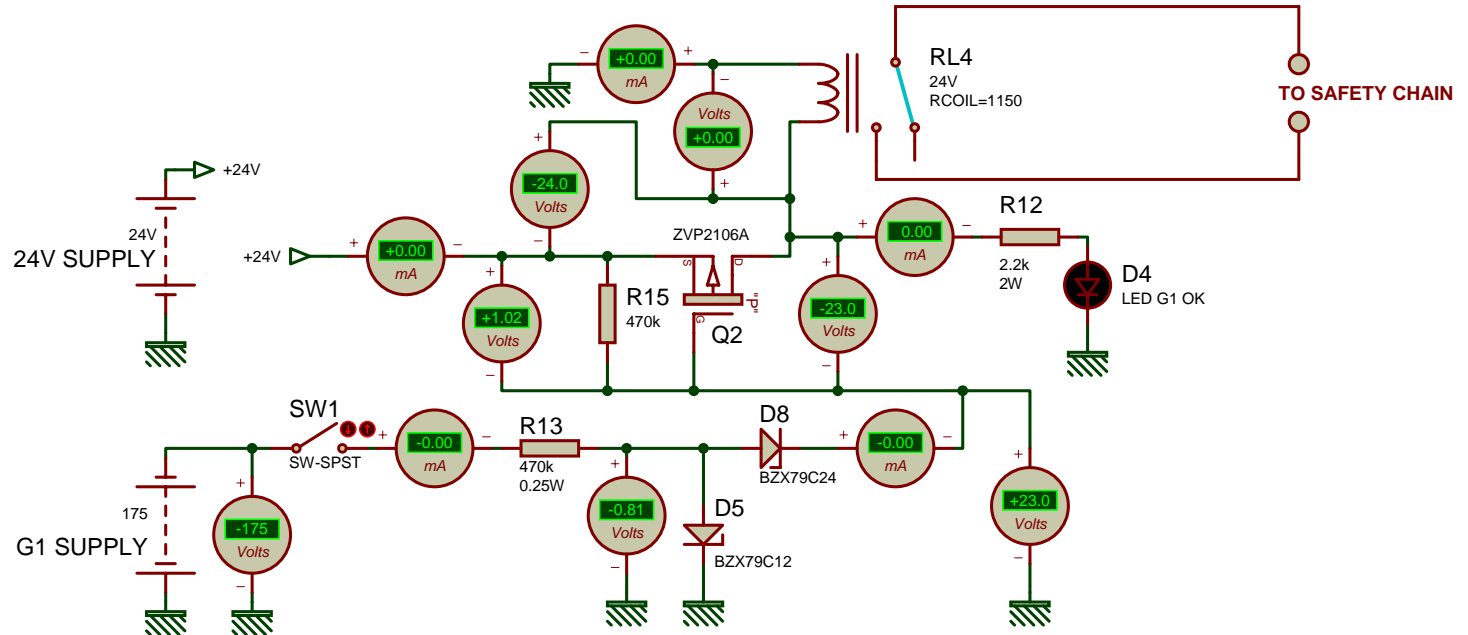 +0.00
mA
Volts
+0.00
RL4
24V
RCOIL=1150
TO SAFETY CHAIN
+24V
-24.0
Volts
24V
24V SUPPLY
+24V
+0.00
mA
ZVP2106A
S
D
G
"P"
Q2
0.00
mA
R12
2.2k
2W
D4
LED G1 OK
+1.02
Volts
R15
470k
-23.0
Volts
SW1
SW-SPST
-0.00
mA
R13
470k
0.25W
D8
BZX79C24
-0.00
mA
175
G1 SUPPLY
-175
Volts
-0.81
Volts
D5
BZX79C12
+23.0
Volts